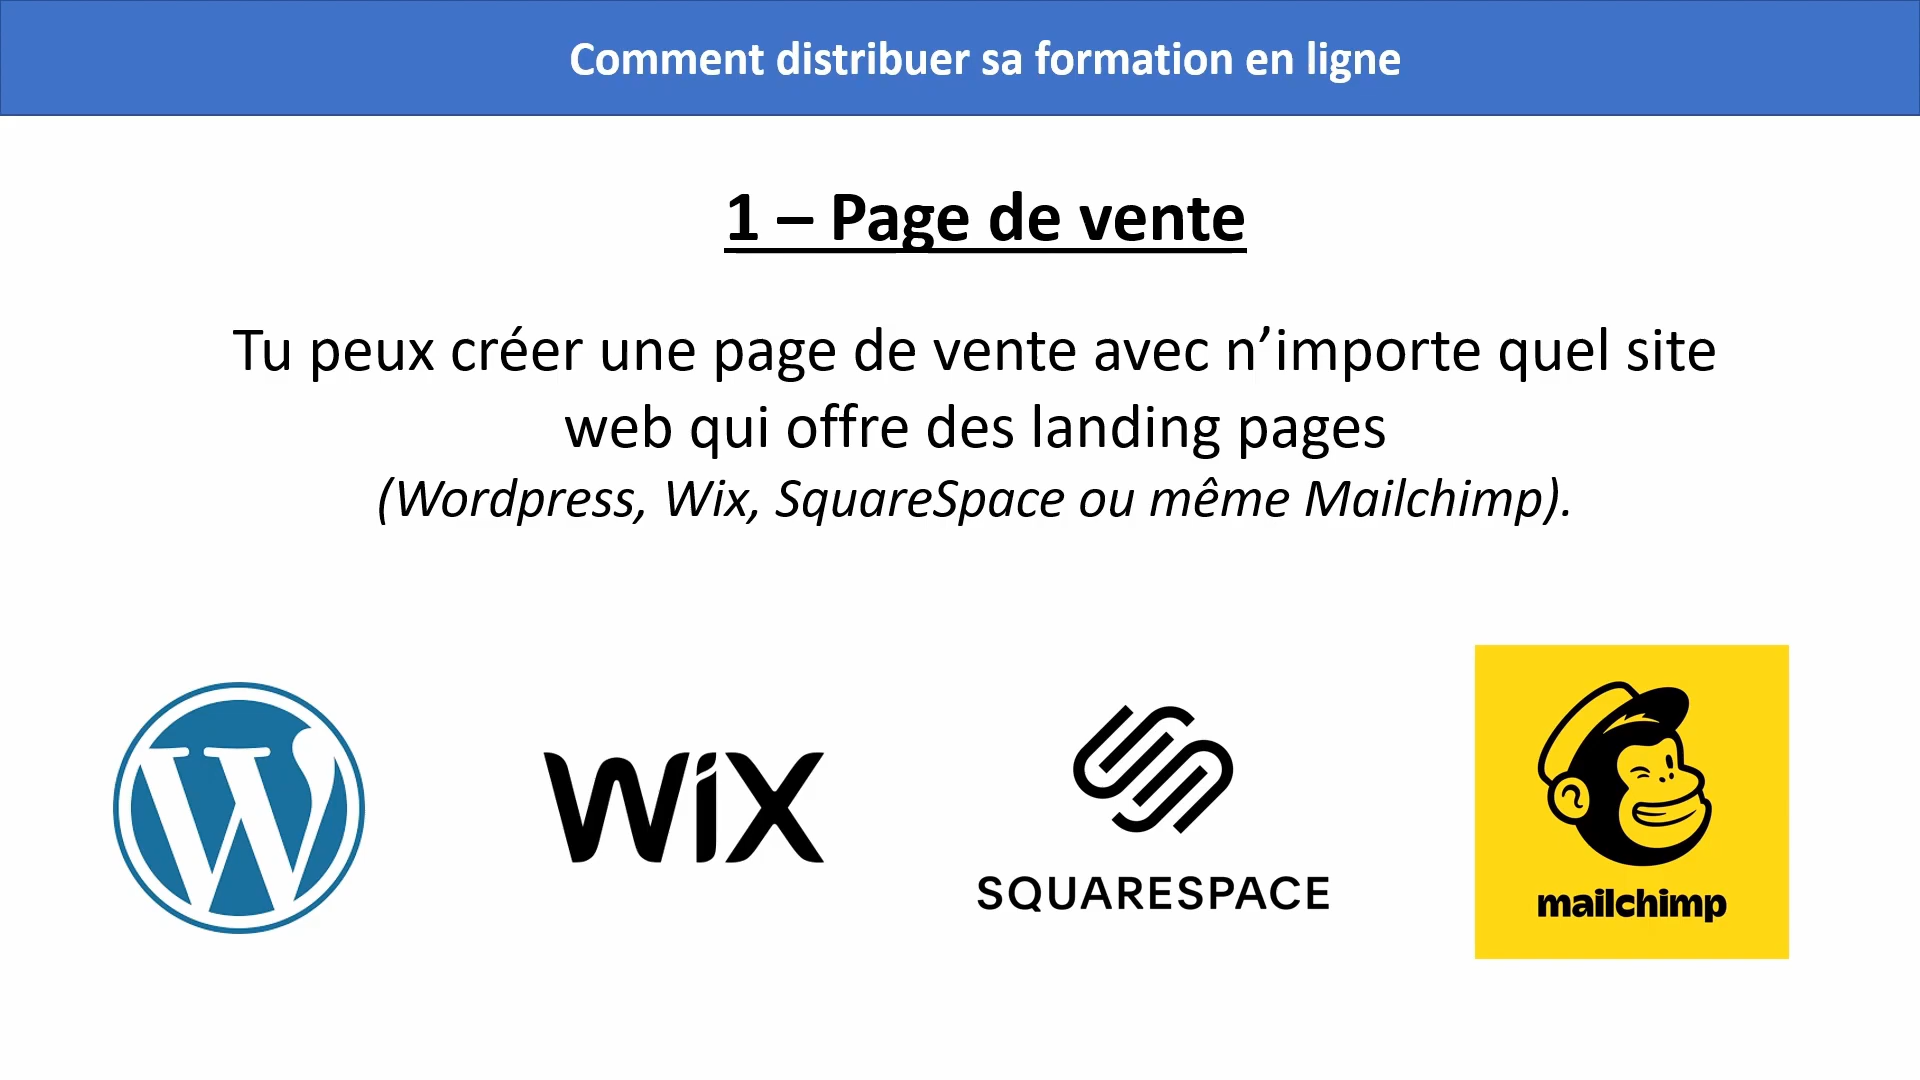 Comment distribuer sa formation en ligne
1 – Page de vente
Tu peux créer une page de vente avec n’importe quel site
web qui offre des landing pages
(Wordpress, Wix, SquareSpace ou même Mailchimp).
W
WiX
SQUARESPACE
mailchimp